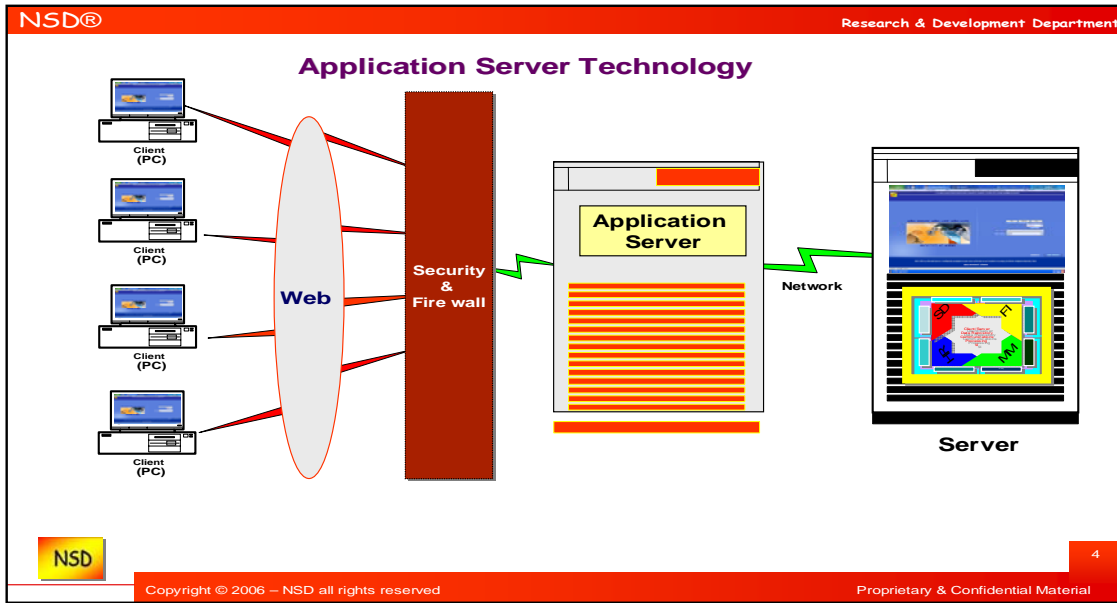 NSD®
Research & Development Department
Application Server Technology
Client
(PC)
Client
(PC)
Client
(PC)
Client
(PC)
Web
Security
&
Fire wall
Application
Server
Network
SD
FI
HR
MM
Client/Server
Server
NSD
4
Copyright © 2006 – NSD all rights reserved
Proprietary & Confidential Material